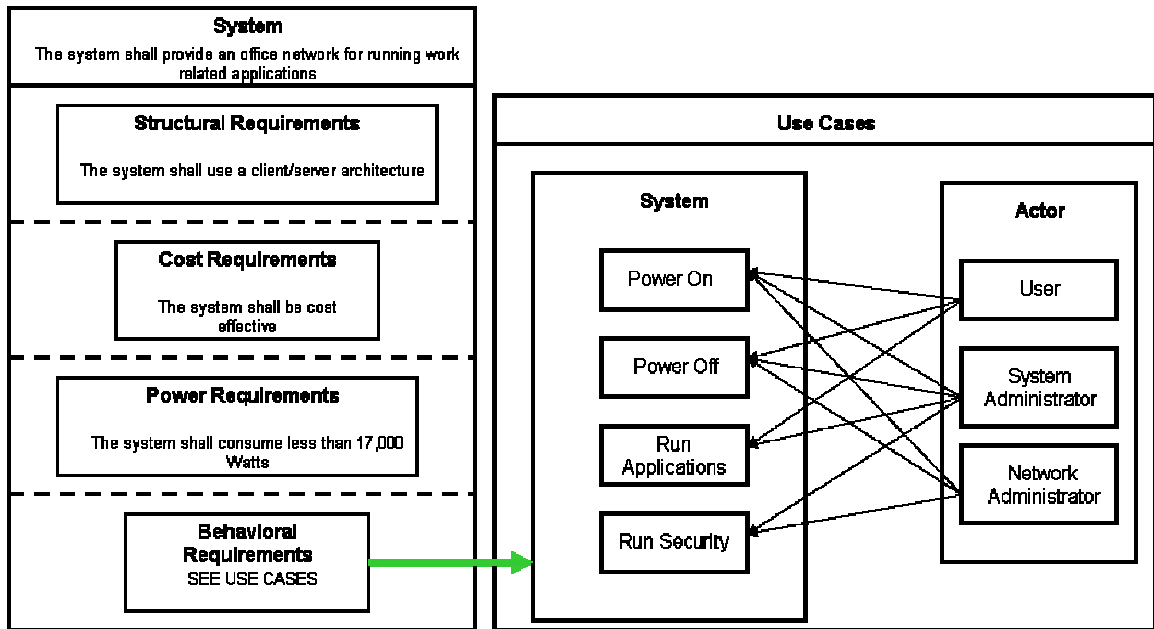 System
The system shall provide an office network for running work
related applications
Structural Requirements
The system shall use a client/server architecture
Cost Requirements
The system shall be cost
effective
Power Requirements
The system shall consume less than 17,000
Watts
Behavioral
Requirements
SEE USE CASES
Use Cases
System
Power On
Power Off
Run
Applications
Run Security
Actor
User
System
Administrator
Network
Administrator